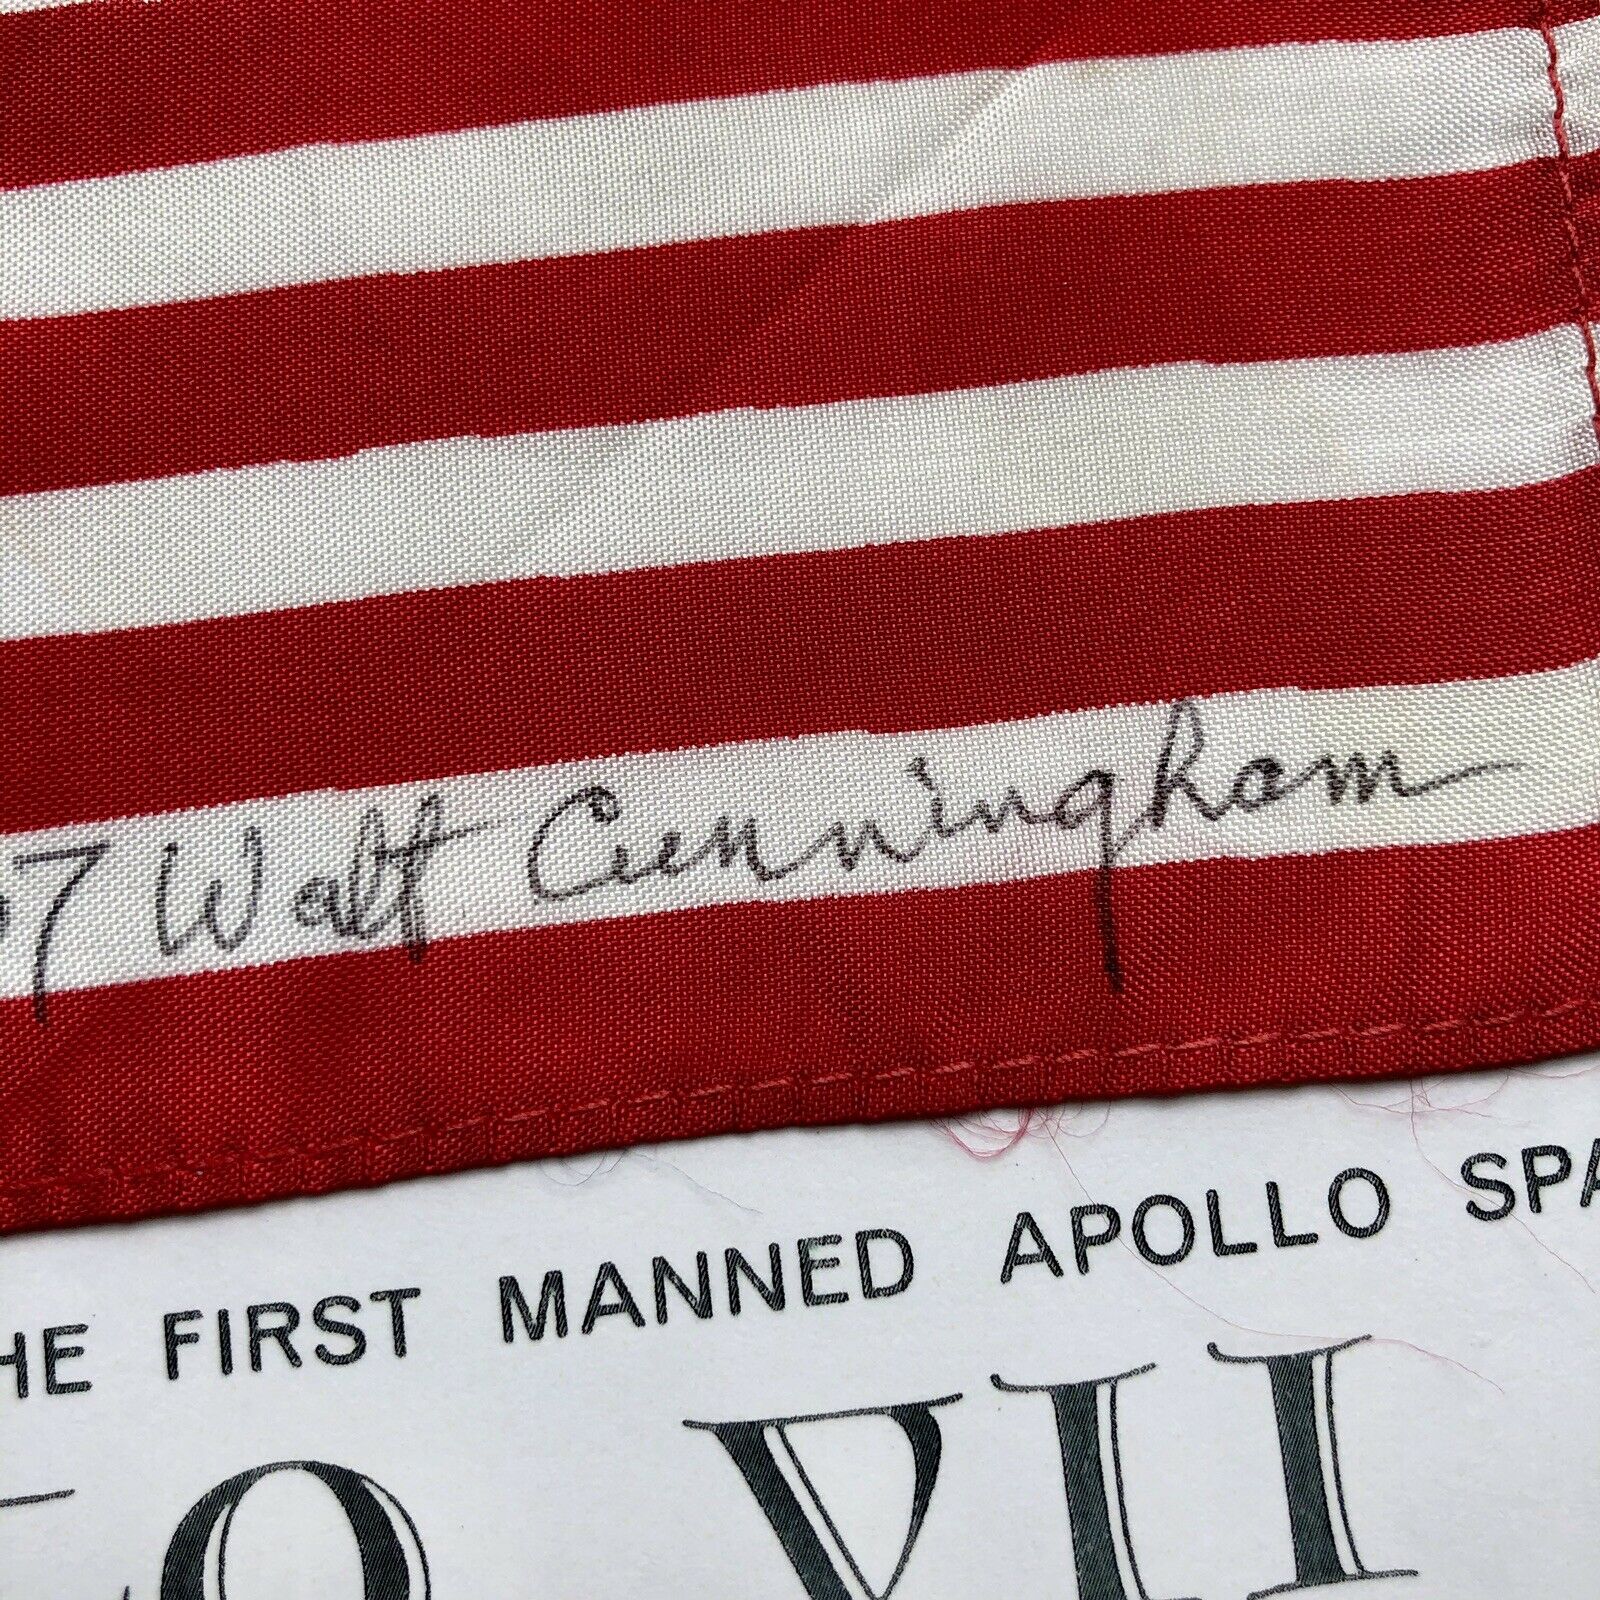 7 Walt Cunningham
HE FIRST MANNED APOLLO SPA
O VII